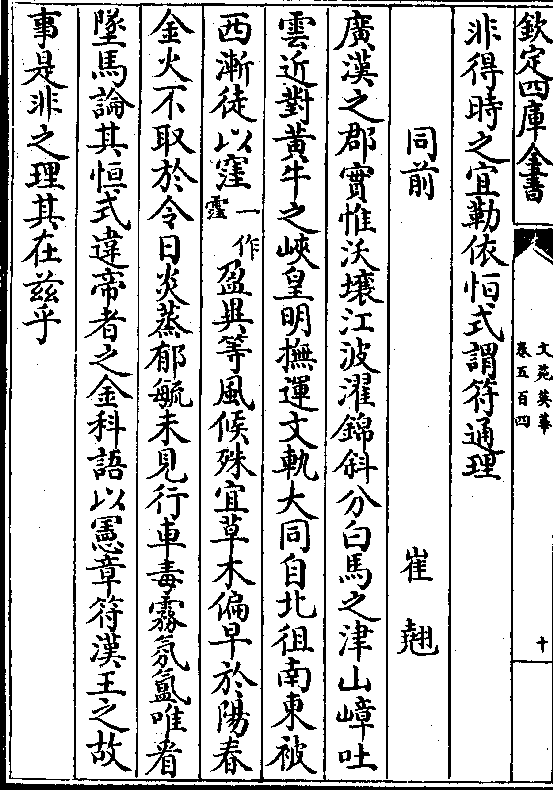 欽定四庫全書
文苑英華
卷五百四
十
非得時之宜勒依恒式謂符通理
同前 崔翹
廣漢之郡實惟沃壤江波濯錦斜分白馬之津山嶂吐
雲近對黃牛之峽皇明撫運文軌大同自北徂南東被
西漸徒以窪一作窪盈異等風候殊宜草木偏早於陽春
金火不取於令日炎蒸郁毓未見行車毒霧氛氳唯看
墜馬論其恒式違帝者之金科語以憲章符漢王之故
事是非之理其在茲乎